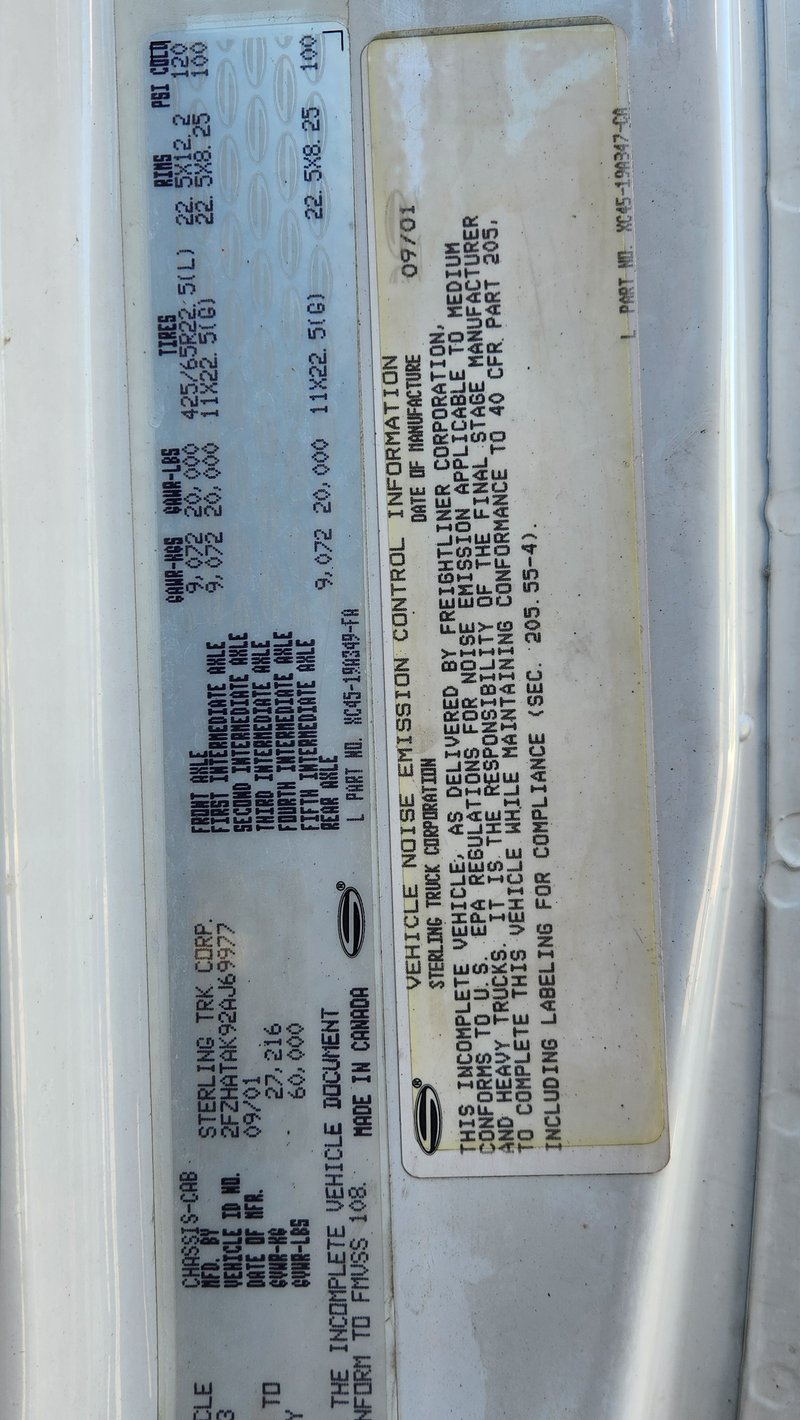 CHASSIS-CAB
MFD. BY STERLING TRK CORP.
VEHICLE ID NO. 2FZHATAK92AJ69977
DATE OF MFR. 09/01
GVWR-KG 27,216
GVWR-LBS 60,000
THE INCOMPLETE VEHICLE DOCUMENT
TO FMVSS 108. MADE IN CANADA
TO
GAWR-KGS GAWR-LBS TIRES RIMS PSI COLD
FRONT AXLE 9,072 20,000 425/65R22.5(L) 22.5X12.2 120
FIRST INTERMEDIATE AXLE 9,072 20,000 11X22.5(G) 22.5X8.25 100
SECOND INTERMEDIATE AXLE
THIRD INTERMEDIATE AXLE
FOURTH INTERMEDIATE AXLE
FIFTH INTERMEDIATE AXLE
REAR AXLE 9,072 20,000 11X22.5(G) 22.5X8.25 100
L PART NO. XC45-19A349-FA
VEHICLE NOISE EMISSION CONTROL INFORMATION
STERLING TRUCK CORPORATION DATE OF MANUFACTURE 09/01
THIS INCOMPLETE VEHICLE, AS DELIVERED BY FREIGHTLINER CORPORATION,
CONFORMS TO U.S. EPA REGULATIONS FOR NOISE EMISSION APPLICABLE TO MEDIUM
AND HEAVY TRUCKS. IT IS THE RESPONSIBILITY OF THE FINAL STAGE MANUFACTURER
TO COMPLETE THIS VEHICLE WHILE MAINTAINING CONFORMANCE TO 40 CFR PART 205,
INCLUDING LABELING FOR COMPLIANCE (SEC. 205.55-4).
L PART NO. XC45-19A347-CA